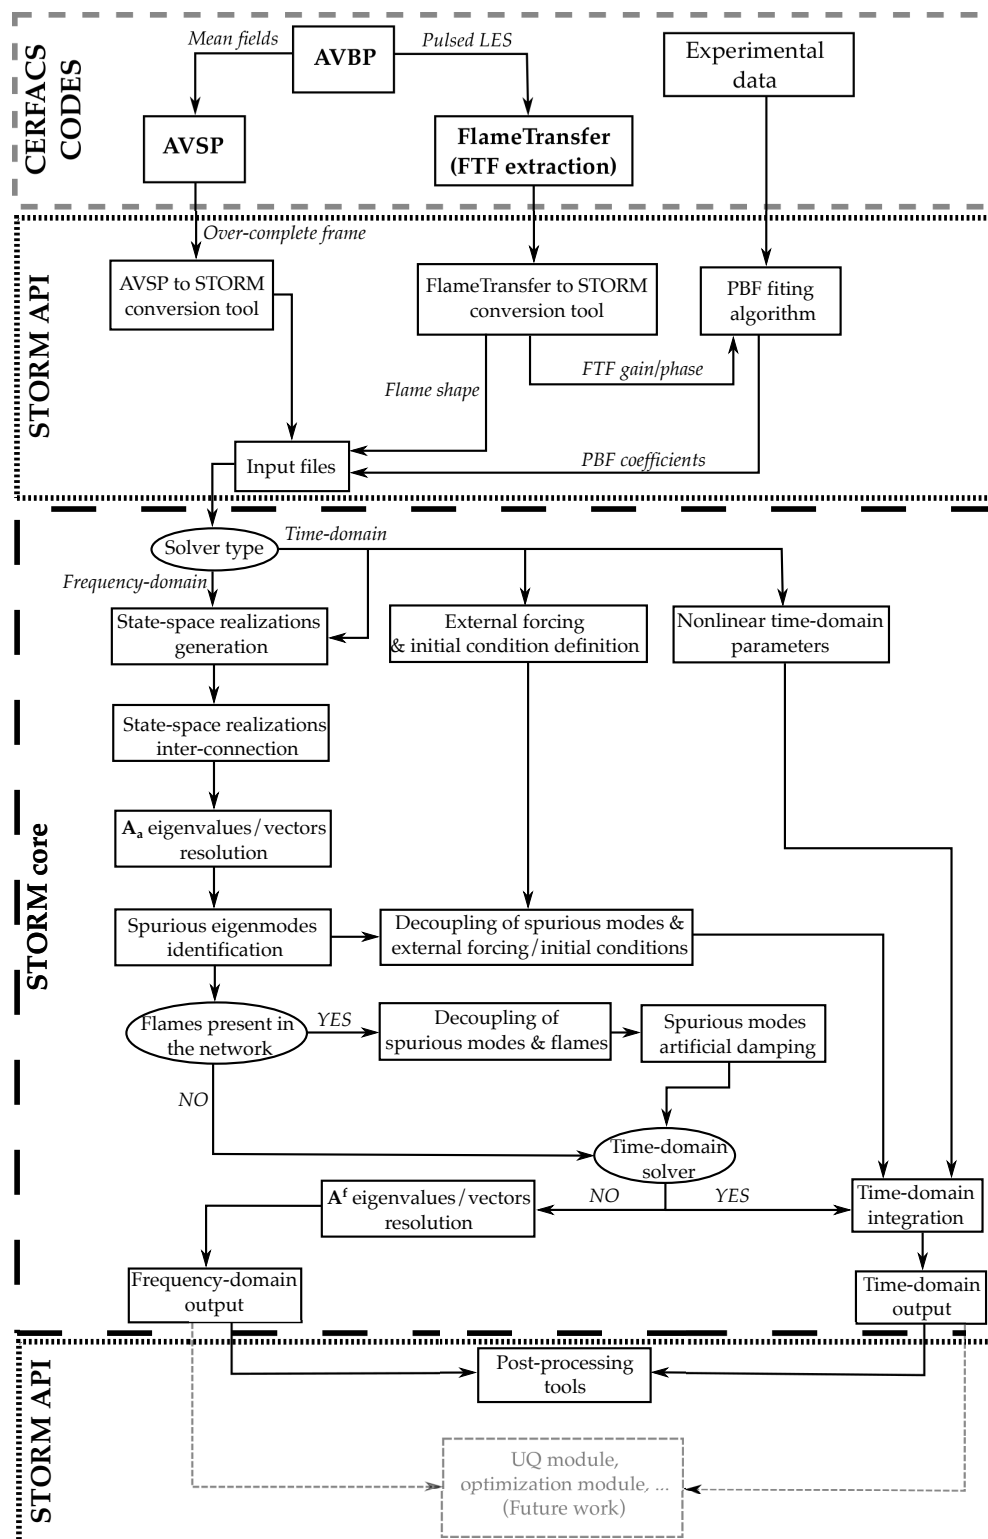 CERFACS
CODES
Mean fields
AVBP
Pulsed LES
Experimental
data
AVSP
FlameTransfer
(FTF extraction)
STORM API
Over-complete frame
AVSP to STORM
conversion tool
FlameTransfer to STORM
conversion tool
PBF fiting
algorithm
Flame shape
FTF gain/phase
Input files
PBF coefficients
STORM core
Solver type
Time-domain
Frequency-domain
State-space realizations
generation
External forcing
& initial condition definition
Nonlinear time-domain
parameters
State-space realizations
inter-connection
Aa eigenvalues/vectors
resolution
Spurious eigenmodes
identification
Decoupling of spurious modes &
external forcing/initial conditions
Flames present in
the network
YES
Decoupling of
spurious modes & flames
Spurious modes
artificial damping
NO
Time-domain
solver
NO
YES
Af eigenvalues/vectors
resolution
Time-domain
integration
Frequency-domain
output
Time-domain
output
STORM API
Post-processing
tools
UQ module,
optimization module, ...
(Future work)